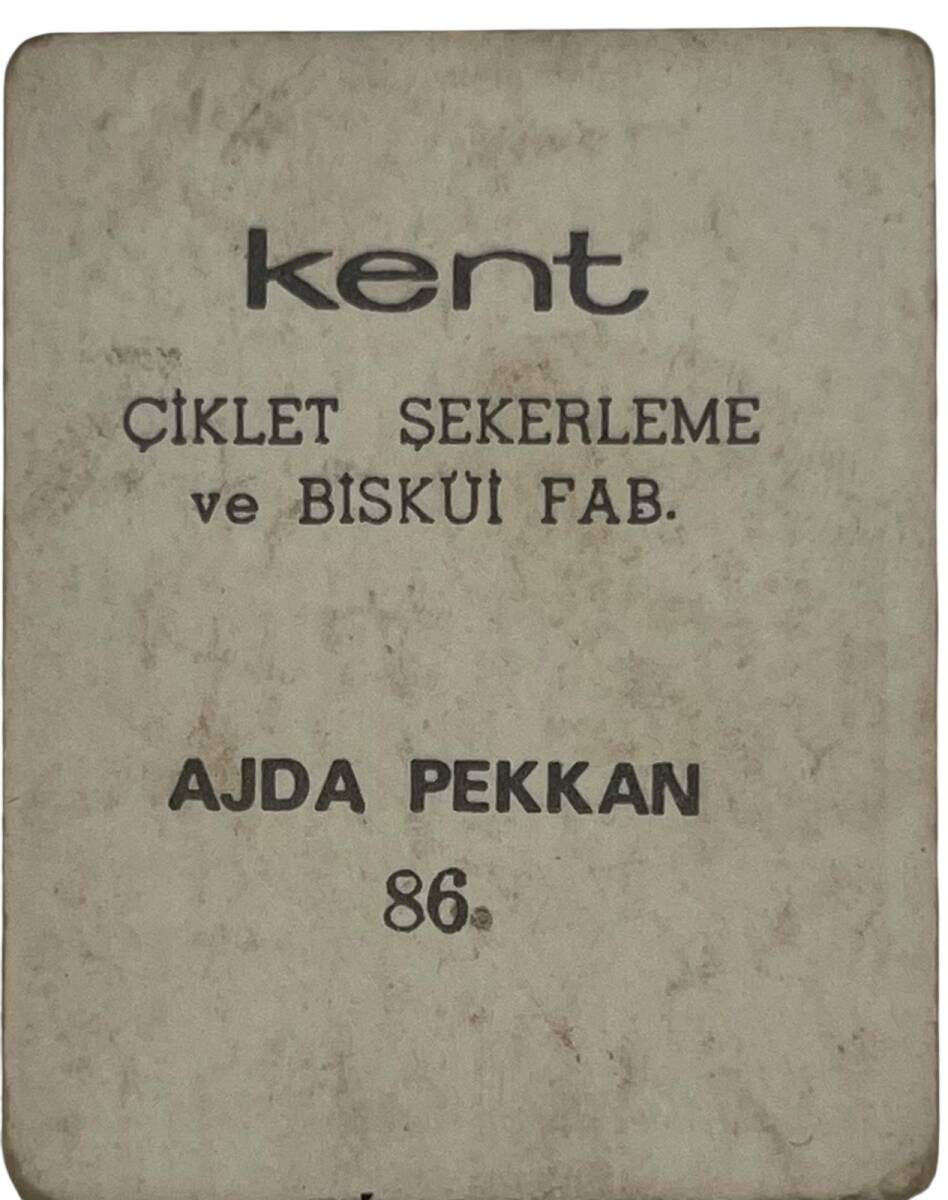 kent
ÇİKLET ŞEKERLEME
ve BİSKÜİ FAB.
AJDA PEKKAN
86.